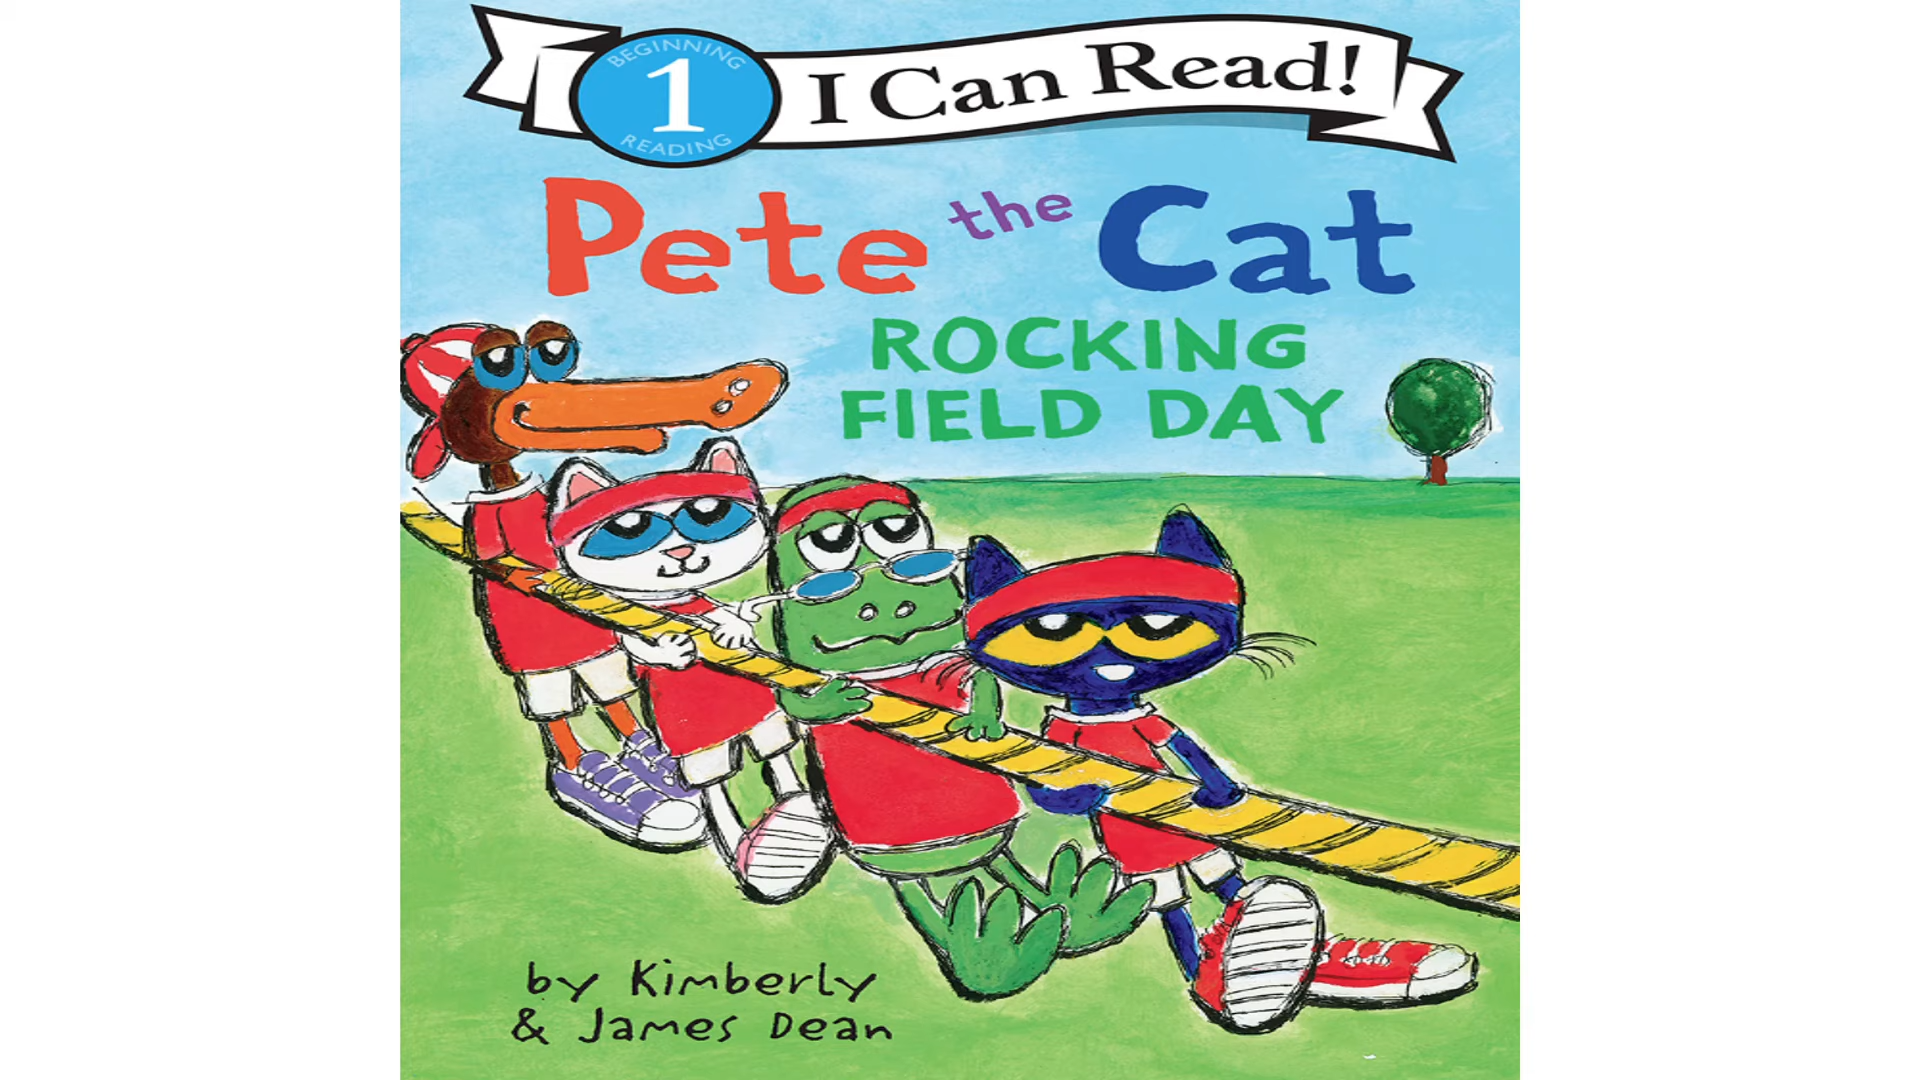 BEGINNING
1
READING
I Can Read!
Pete the Cat
ROCKING
FIELD DAY
by Kimberly
& James Dean